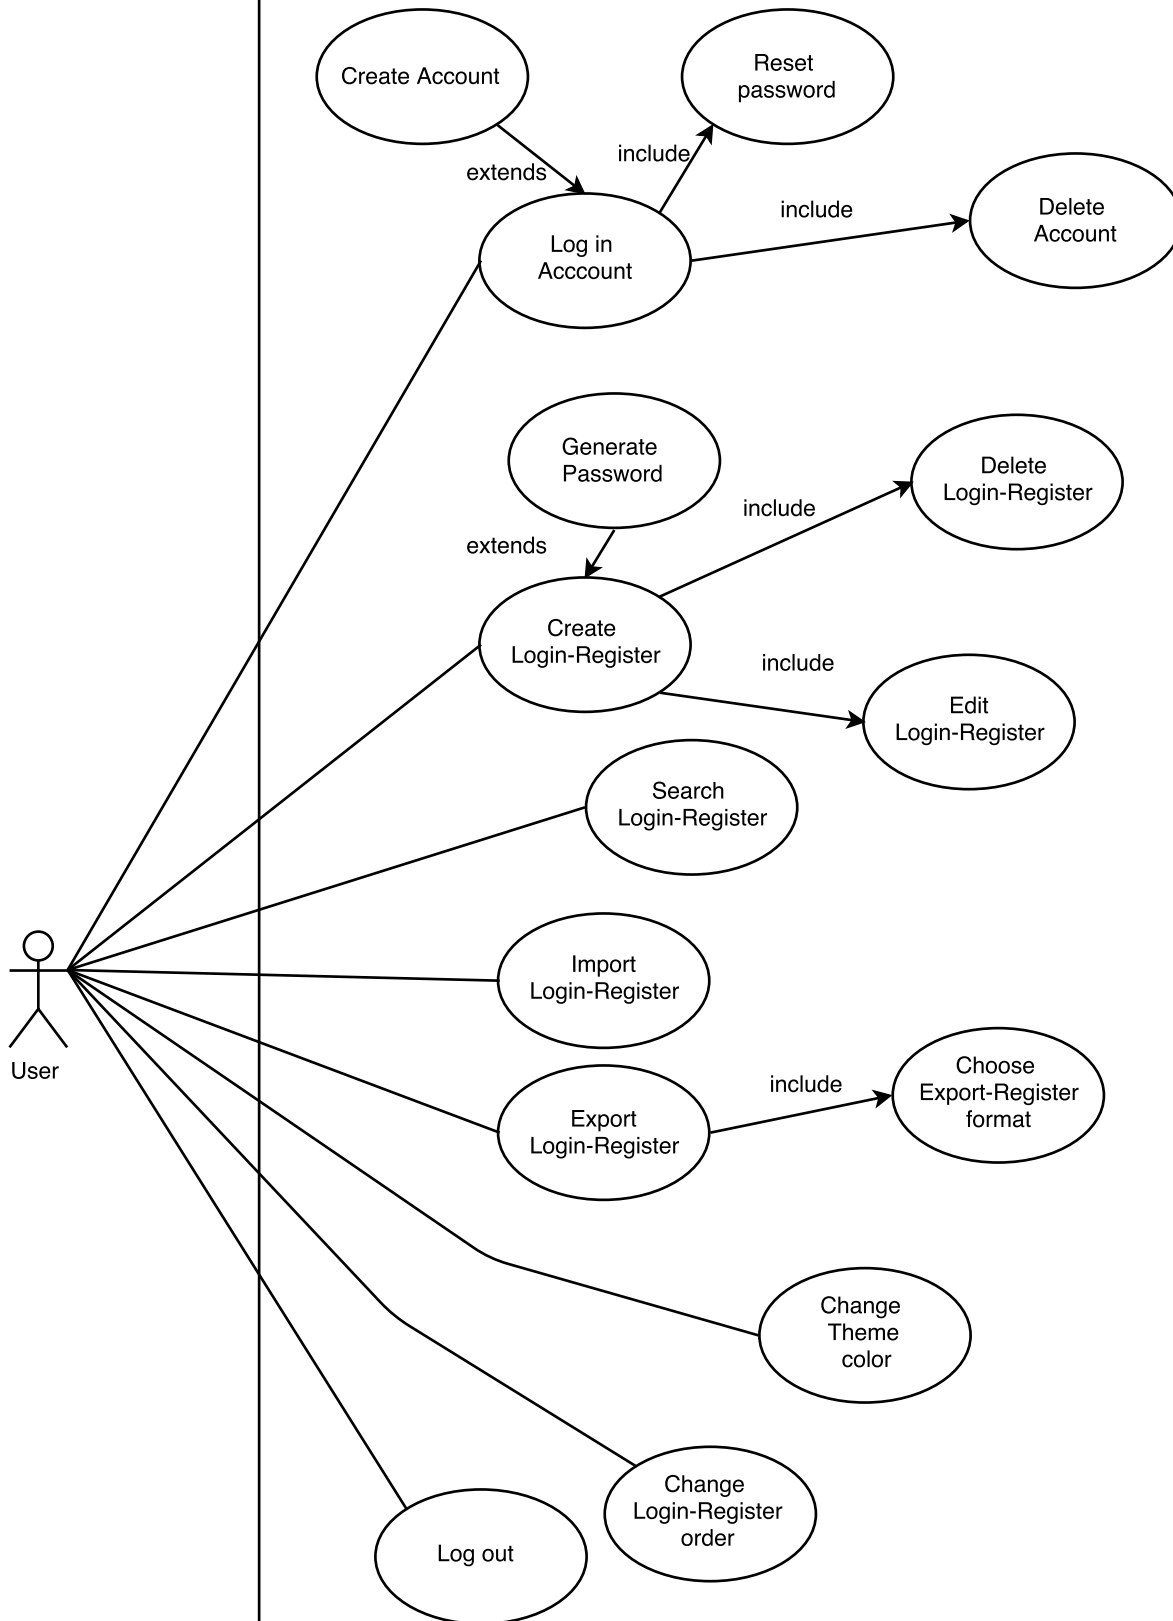 Create Account
Reset
password
extends
include
include
Delete
Account
Log in
Acccount
Generate
Password
extends
include
Delete
Login-Register
Create
Login-Register
include
Edit
Login-Register
Search
Login-Register
User
Import
Login-Register
Export
Login-Register
include
Choose
Export-Register
format
Change
Theme
color
Change
Login-Register
order
Log out